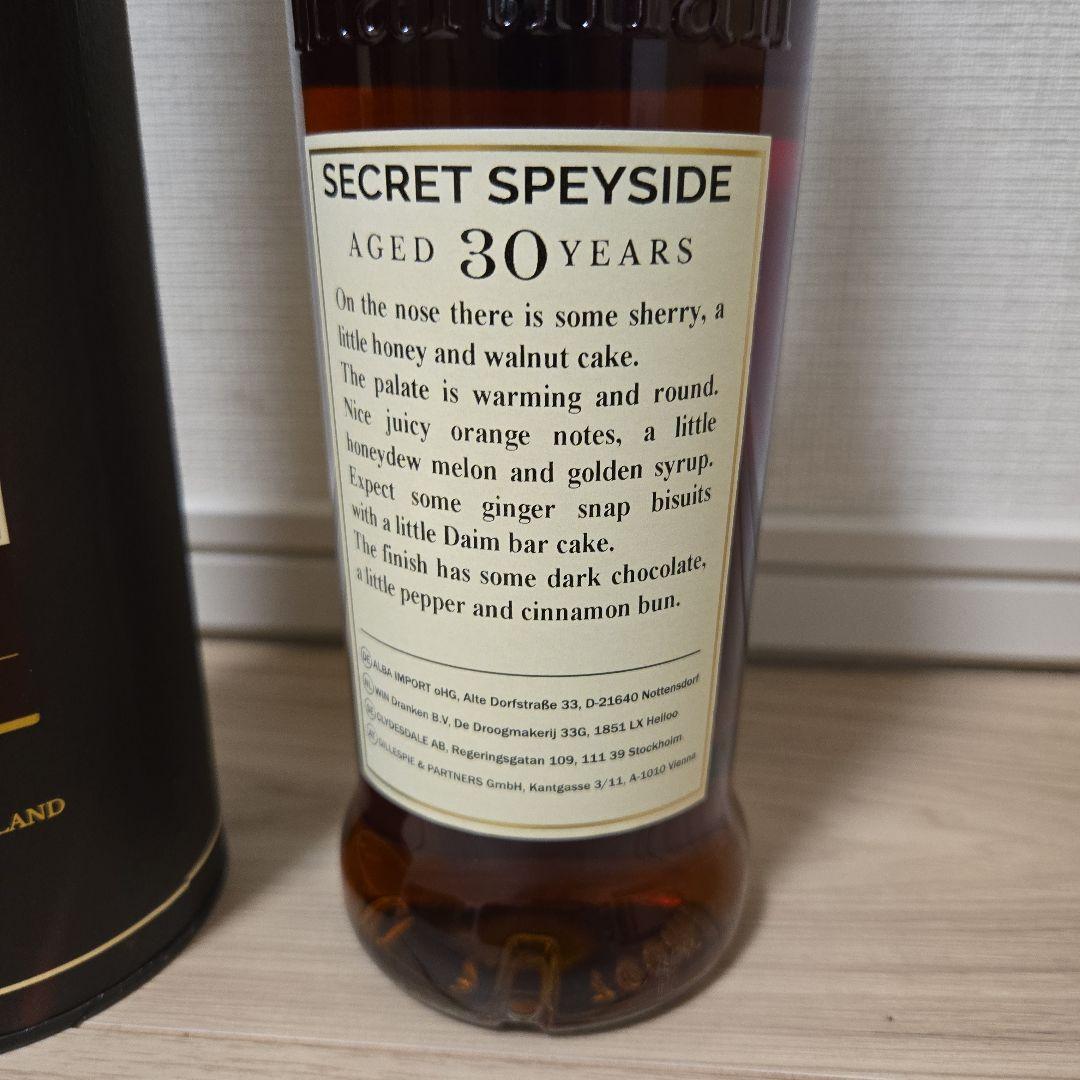 SECRET SPEYSIDE
AGED 30 YEARS
On the nose there is some sherry, a
little honey and walnut cake.
The palate is warming and round.
Nice juicy orange notes, a little
honeydew melon and golden syrup.
Expect some ginger snap bisuits
with a little Daim bar cake.
The finish has some dark chocolate,
a little pepper and cinnamon bun.
DE ALBA IMPORT oHG, Alte Dorfstraße 33, D-21640 Nottensdorf
NL WIN Dranken B.V, De Droogmakerij 33G, 1851 LX Heiloo
SE CLYDESDALE AB, Regeringsgatan 109, 111 39 Stockholm
AT GILLESPIE & PARTNERS GmbH, Kantgasse 3/11, A-1010 Vienna
LAND